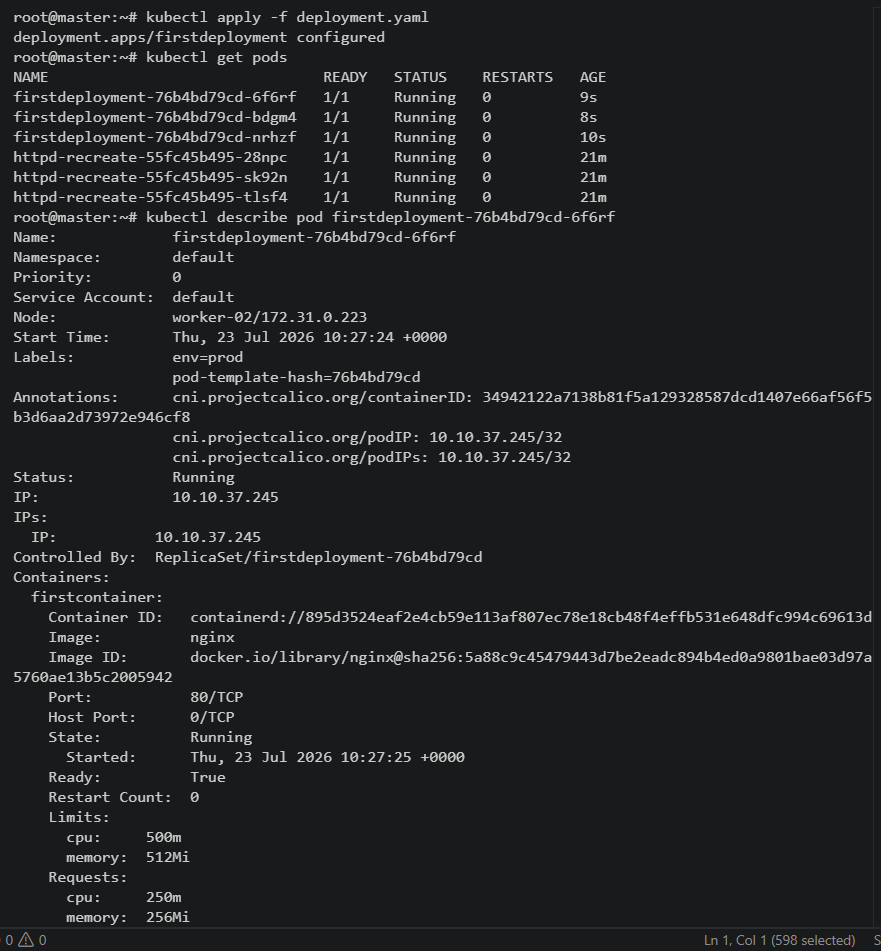 root@master:~# kubectl apply -f deployment.yaml
deployment.apps/firstdeployment configured
root@master:~# kubectl get pods
NAME                               READY   STATUS    RESTARTS   AGE
firstdeployment-76b4bd79cd-6f6rf   1/1     Running   0          9s
firstdeployment-76b4bd79cd-bdgm4   1/1     Running   0          8s
firstdeployment-76b4bd79cd-nrhzf   1/1     Running   0          10s
httpd-recreate-55fc45b495-28npc    1/1     Running   0          21m
httpd-recreate-55fc45b495-sk92n    1/1     Running   0          21m
httpd-recreate-55fc45b495-tlsf4    1/1     Running   0          21m
root@master:~# kubectl describe pod firstdeployment-76b4bd79cd-6f6rf
Name:             firstdeployment-76b4bd79cd-6f6rf
Namespace:        default
Priority:         0
Service Account:  default
Node:             worker-02/172.31.0.223
Start Time:       Thu, 23 Jul 2026 10:27:24 +0000
Labels:           env=prod
                  pod-template-hash=76b4bd79cd
Annotations:      cni.projectcalico.org/containerID: 34942122a7138b81f5a129328587dcd1407e66af56f5
b3d6aa2d73972e946cf8
                  cni.projectcalico.org/podIP: 10.10.37.245/32
                  cni.projectcalico.org/podIPs: 10.10.37.245/32
Status:           Running
IP:               10.10.37.245
IPs:
  IP:           10.10.37.245
Controlled By:  ReplicaSet/firstdeployment-76b4bd79cd
Containers:
  firstcontainer:
    Container ID:   containerd://895d3524eaf2e4cb59e113af807ec78e18cb48f4effb531e648dfc994c69613d
    Image:          nginx
    Image ID:       docker.io/library/nginx@sha256:5a88c9c45479443d7be2eadc894b4ed0a9801bae03d97a
5760ae13b5c2005942
    Port:           80/TCP
    Host Port:      0/TCP
    State:          Running
      Started:      Thu, 23 Jul 2026 10:27:25 +0000
    Ready:          True
    Restart Count:  0
    Limits:
      cpu:     500m
      memory:  512Mi
    Requests:
      cpu:     250m
      memory:  256Mi
0 0 Ln 1, Col 1 (598 selected)